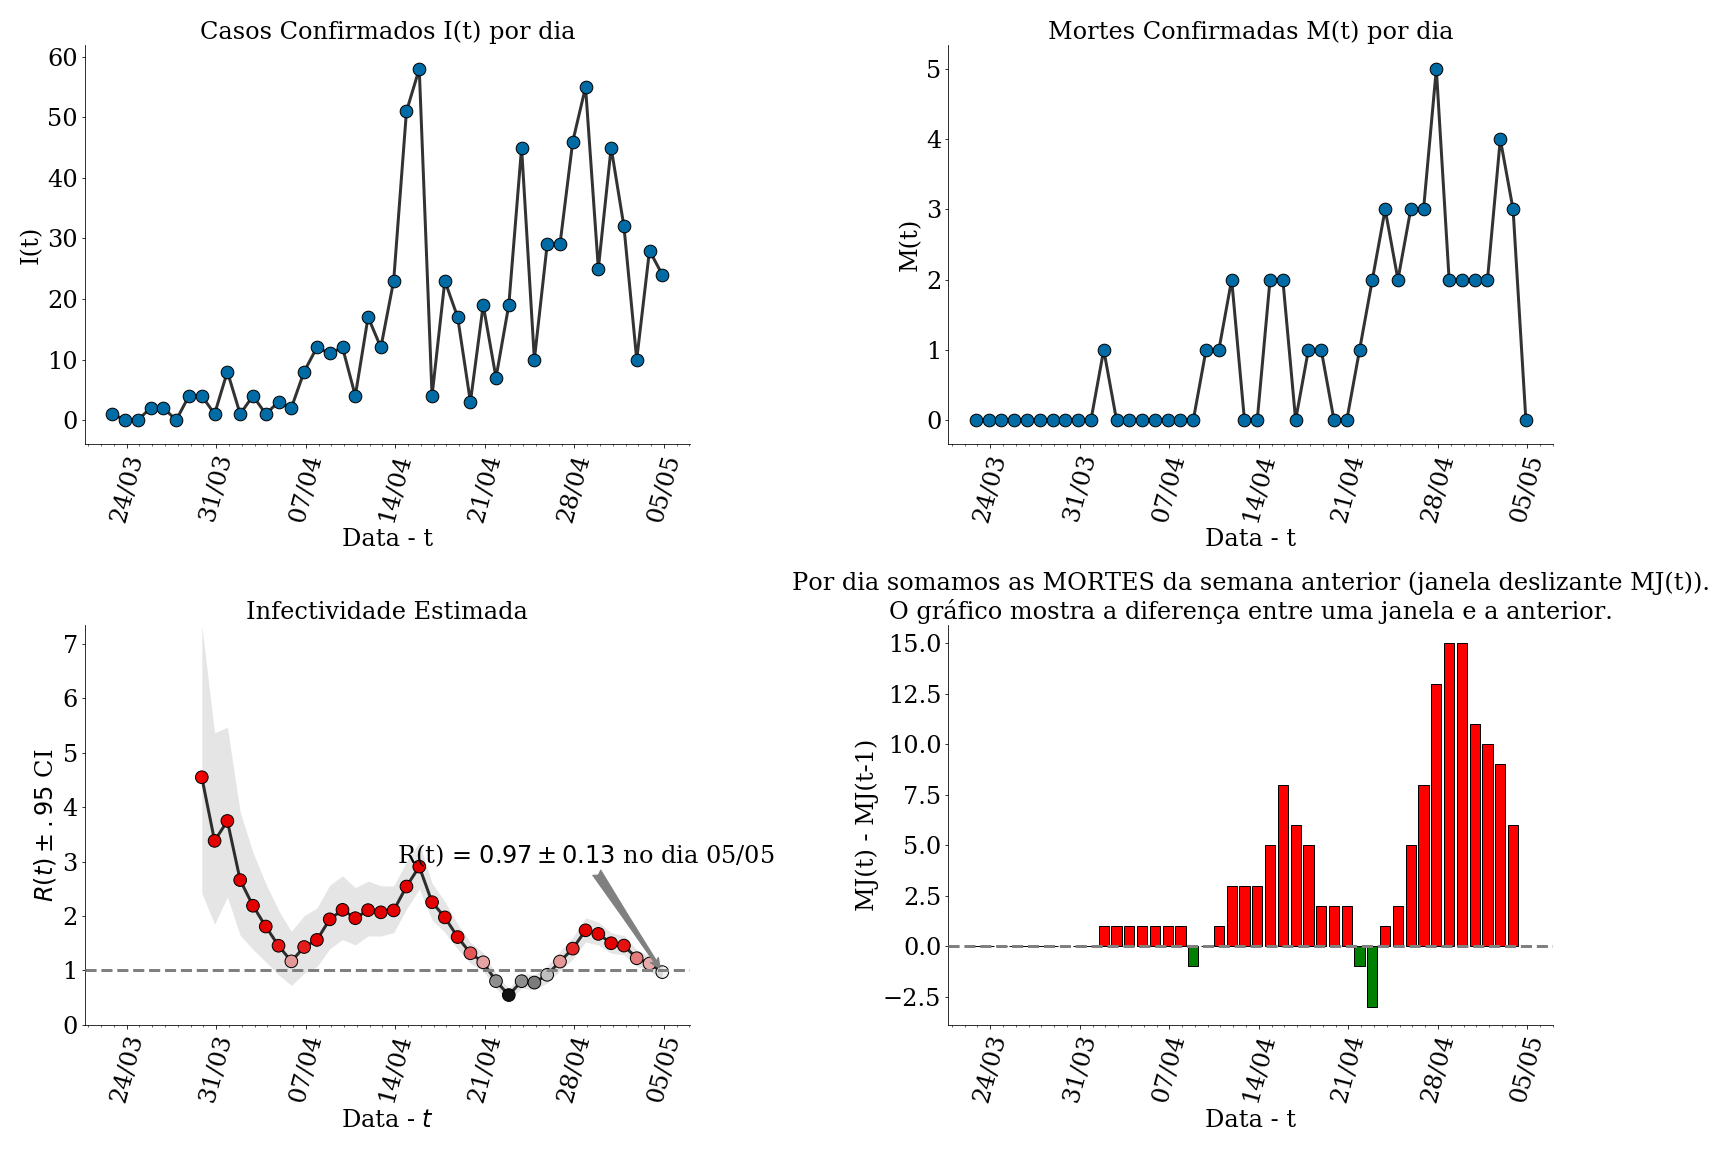 Casos Confirmados I(t) por dia
I(t)
60
50
40
30
20
10
0
24/03 31/03 07/04 14/04 21/04 28/04 05/05
Data - t
Mortes Confirmadas M(t) por dia
M(t)
5
4
3
2
1
0
24/03 31/03 07/04 14/04 21/04 28/04 05/05
Data - t
Infectividade Estimada
R(t) ± .95 CI
7
6
5
4
3
2
1
0
R(t) = 0.97 ± 0.13 no dia 05/05
24/03 31/03 07/04 14/04 21/04 28/04 05/05
Data - t
Por dia somamos as MORTES da semana anterior (janela deslizante MJ(t)).
O gráfico mostra a diferença entre uma janela e a anterior.
MJ(t) - MJ(t-1)
15.0
12.5
10.0
7.5
5.0
2.5
0.0
−2.5
24/03 31/03 07/04 14/04 21/04 28/04 05/05
Data - t